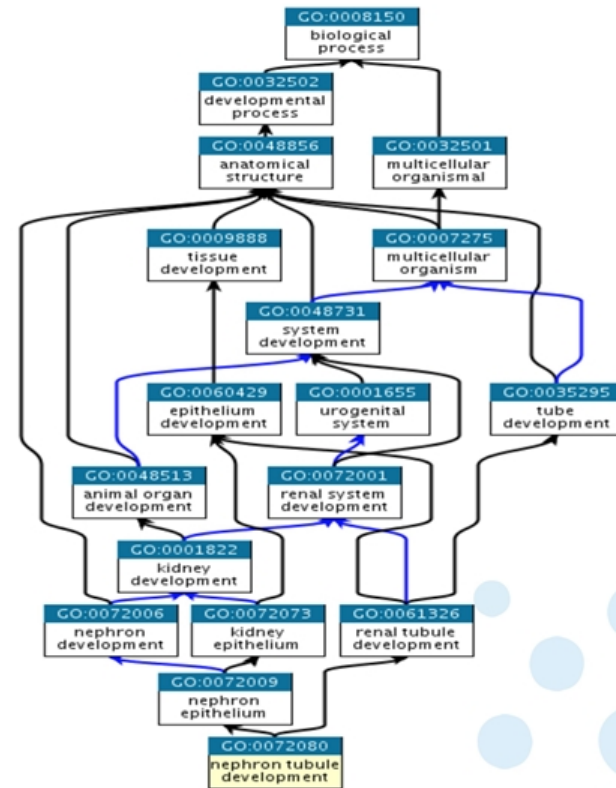 GO:0008150
biological
process
GO:0032502
developmental
process
GO:0048856
anatomical
structure
GO:0032501
multicellular
organismal
GO:0009888
tissue
development
GO:0007275
multicellular
organism
GO:0048731
system
development
GO:0060429
epithelium
development
GO:0001655
urogenital
system
GO:0035295
tube
development
GO:0048513
animal organ
development
GO:0072001
renal system
development
GO:0001822
kidney
development
GO:0072006
nephron
development
GO:0072073
kidney
epithelium
GO:0061326
renal tubule
development
GO:0072009
nephron
epithelium
GO:0072080
nephron tubule
development